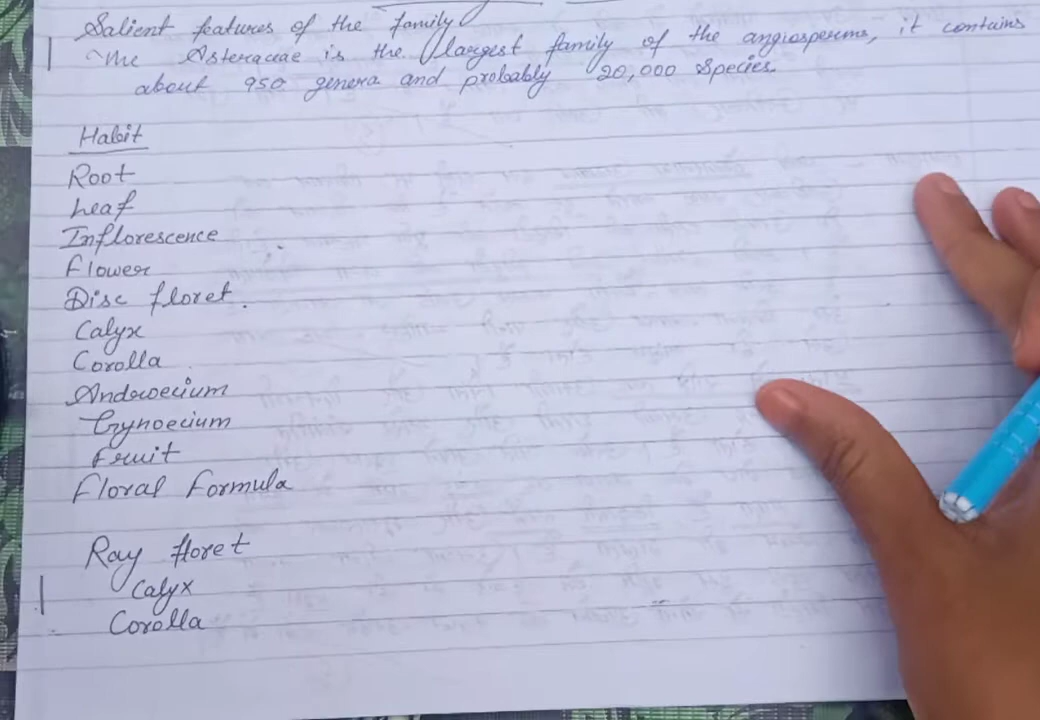 Salient features of the family
The Asteraceae is the largest family of the angiosperms, it contains
about 950 genera and probably 20,000 species.
Habit
Root
Leaf
Inflorescence
Flower
Disc floret.
Calyx
Corolla
Androecium
Gynoecium
Fruit
Floral Formula
Ray floret
Calyx
Corolla